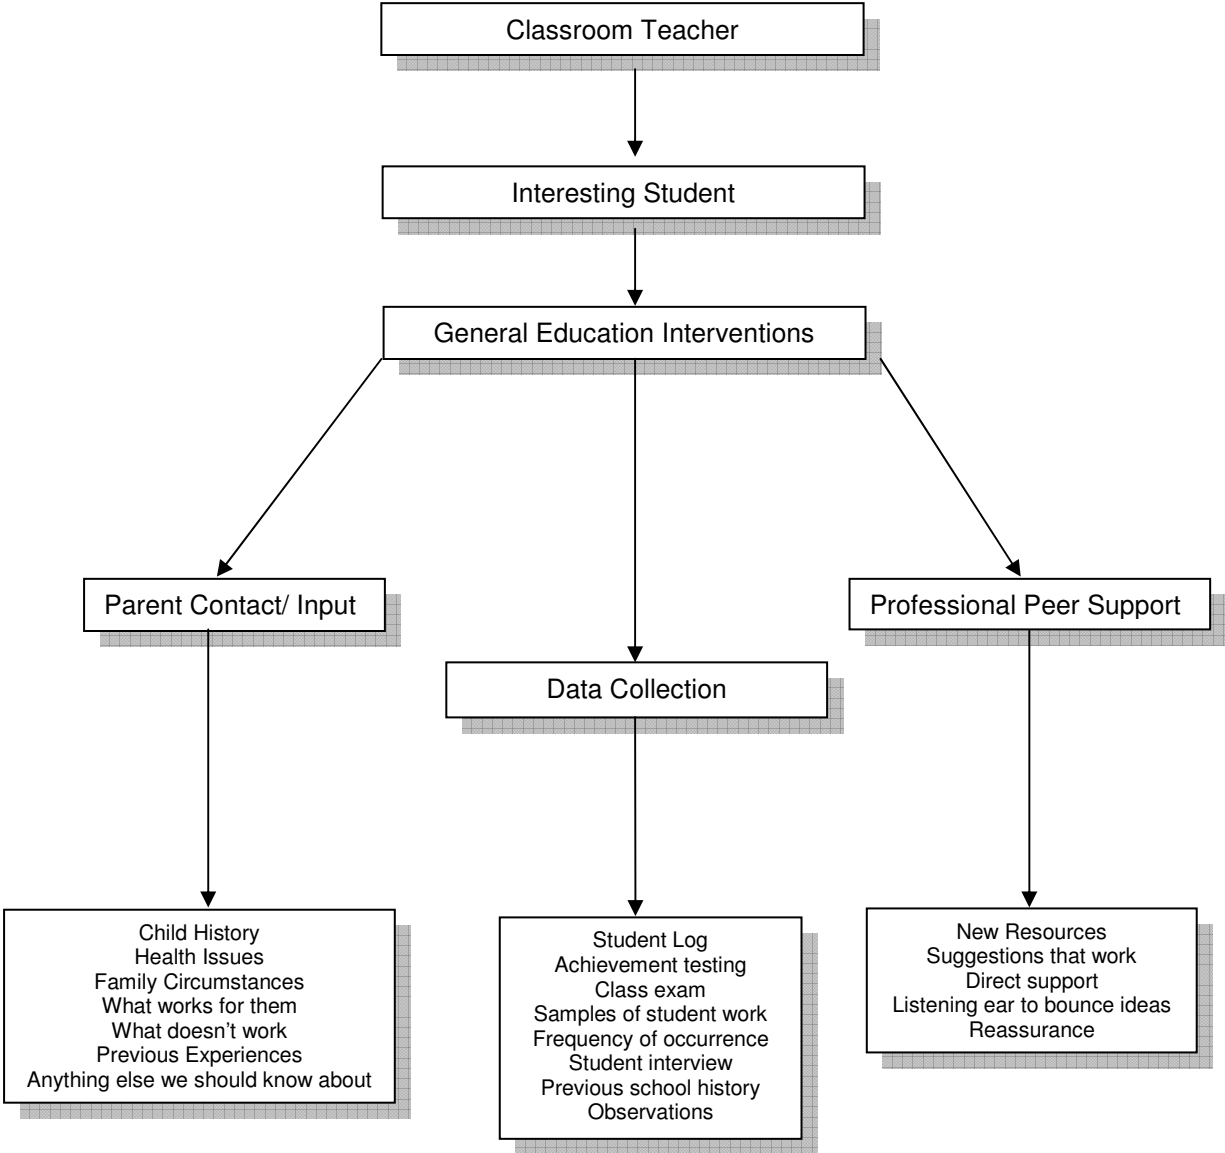 Classroom Teacher
Interesting Student
General Education Interventions
Parent Contact/ Input
Professional Peer Support
Data Collection
Child History
Health Issues
Family Circumstances
What works for them
What doesn’t work
Previous Experiences
Anything else we should know about
Student Log
Achievement testing
Class exam
Samples of student work
Frequency of occurrence
Student interview
Previous school history
Observations
New Resources
Suggestions that work
Direct support
Listening ear to bounce ideas
Reassurance